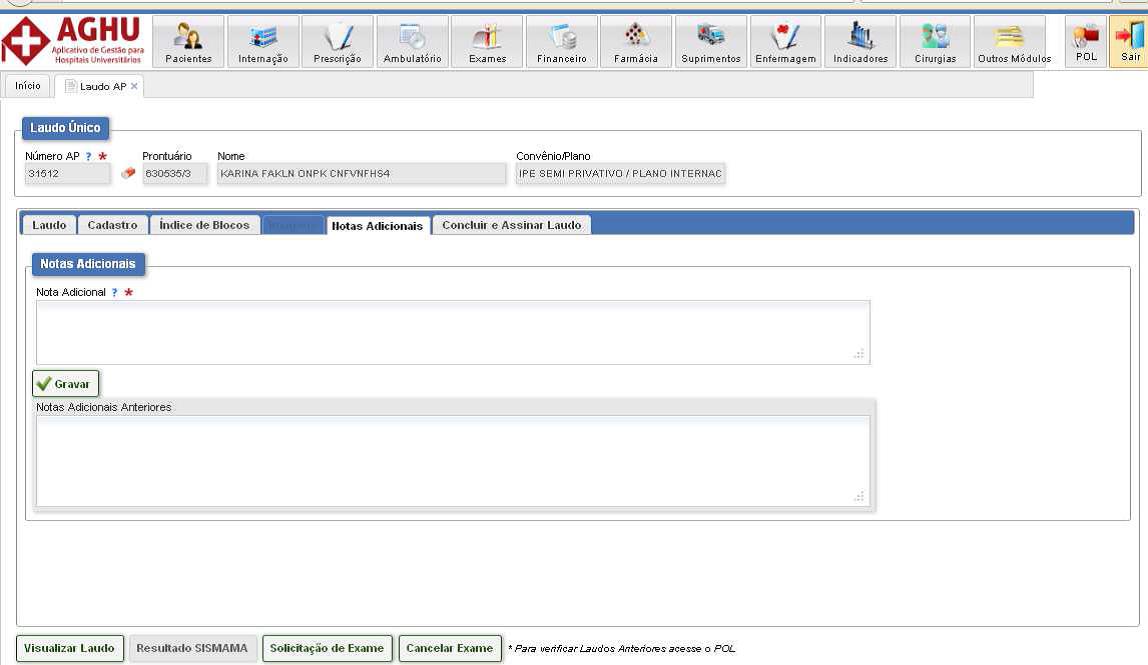 AGHU
Aplicativo de Gestão para
Hospitais Universitários
Pacientes Internação Prescrição Ambulatório Exames Financeiro Farmácia Suprimentos Enfermagem Indicadores Cirurgias Outros Módulos POL Sair
Início Laudo AP ×
Laudo Único
Número AP ? * Prontuário Nome Convênio/Plano
31512 630535/3 KARINA FAKLN ONPK CNFVNFHS4 IPE SEMI PRIVATIVO / PLANO INTERNAC
Laudo Cadastro Índice de Blocos Notas Adicionais Concluir e Assinar Laudo
Notas Adicionais
Nota Adicional ? *
Gravar
Notas Adicionais Anteriores
Visualizar Laudo Resultado SISMAMA Solicitação de Exame Cancelar Exame * Para verificar Laudos Anteriores acesse o POL